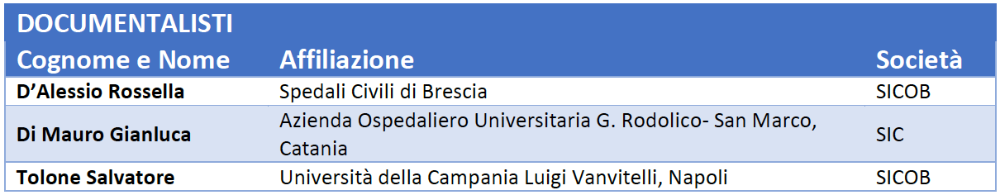 DOCUMENTALISTI
Cognome e Nome Affiliazione Società
D’Alessio Rossella Spedali Civili di Brescia SICOB
Di Mauro Gianluca Azienda Ospedaliero Universitaria G. Rodolico- San Marco, Catania SIC
Tolone Salvatore Università della Campania Luigi Vanvitelli, Napoli SICOB